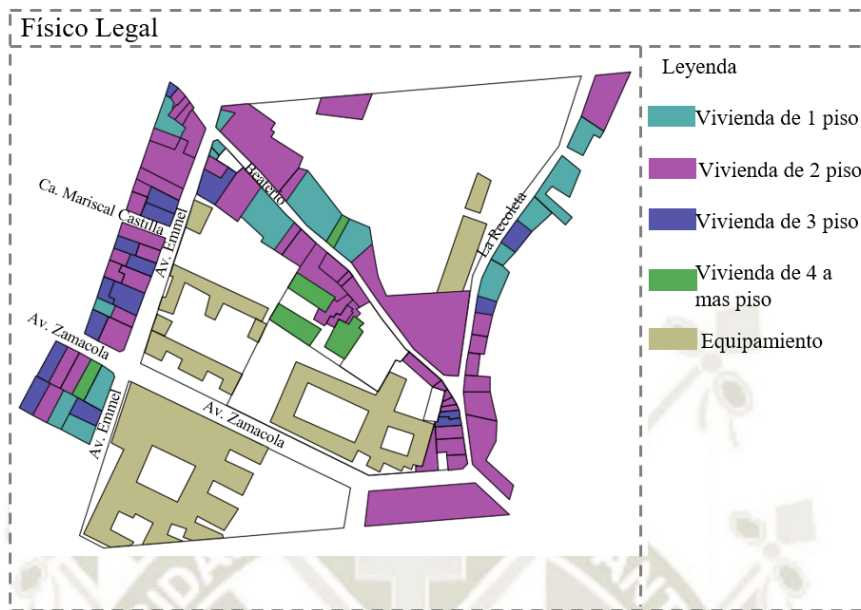 Físico Legal
Leyenda
Vivienda de 1 piso
Vivienda de 2 piso
Vivienda de 3 piso
Vivienda de 4 a
mas piso
Equipamiento
Beaterio
La Recoleta
Ca. Mariscal Castilla
Av. Emmel
Av. Zamacola
Av. Zamacola
Av. Emmel